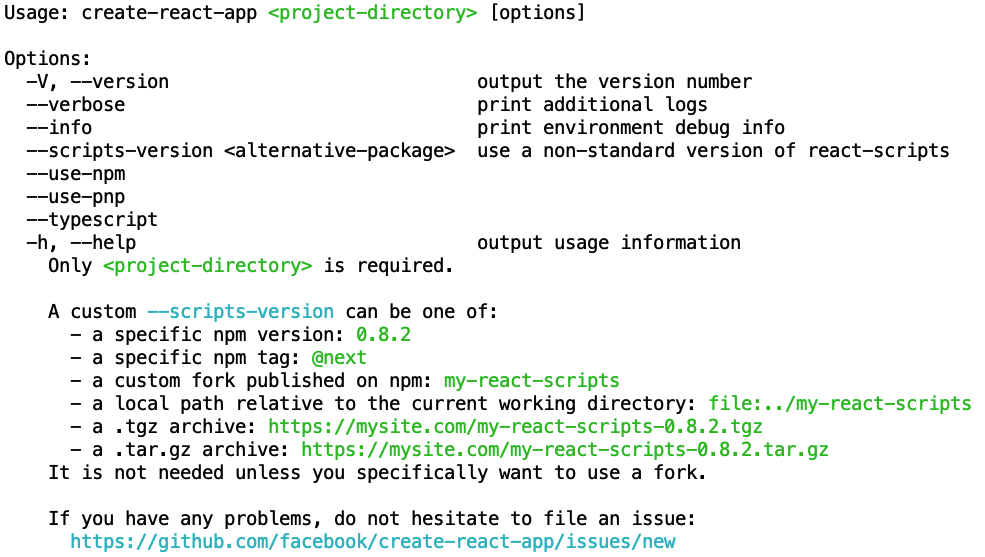 Usage: create-react-app <project-directory> [options]

Options:
  -V, --version                            output the version number
  --verbose                                print additional logs
  --info                                   print environment debug info
  --scripts-version <alternative-package>  use a non-standard version of react-scripts
  --use-npm
  --use-pnp
  --typescript
  -h, --help                               output usage information
    Only <project-directory> is required.

    A custom --scripts-version can be one of:
      - a specific npm version: 0.8.2
      - a specific npm tag: @next
      - a custom fork published on npm: my-react-scripts
      - a local path relative to the current working directory: file:../my-react-scripts
      - a .tgz archive: https://mysite.com/my-react-scripts-0.8.2.tgz
      - a .tar.gz archive: https://mysite.com/my-react-scripts-0.8.2.tar.gz
    It is not needed unless you specifically want to use a fork.

    If you have any problems, do not hesitate to file an issue:
      https://github.com/facebook/create-react-app/issues/new